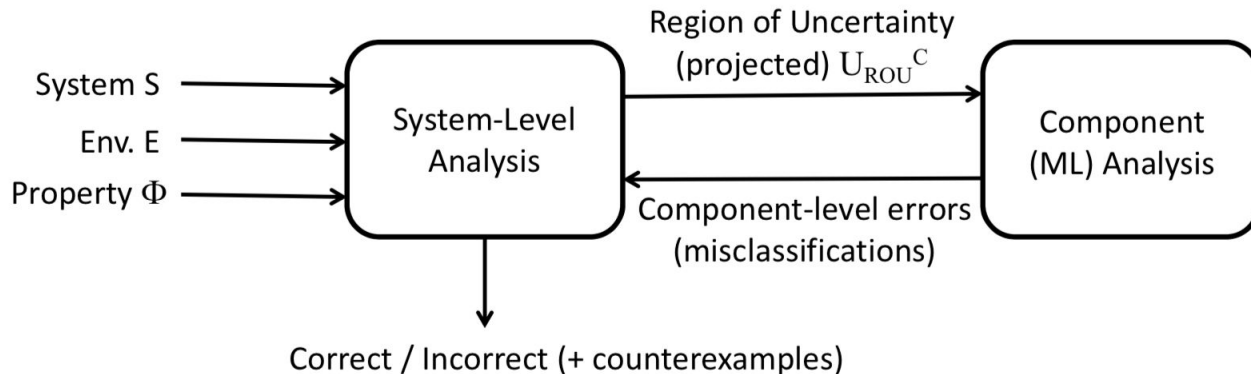 System S
Env. E
Property Φ
System-Level
Analysis
Region of Uncertainty
(projected) U_ROU^C
Component
(ML) Analysis
Component-level errors
(misclassifications)
Correct / Incorrect (+ counterexamples)